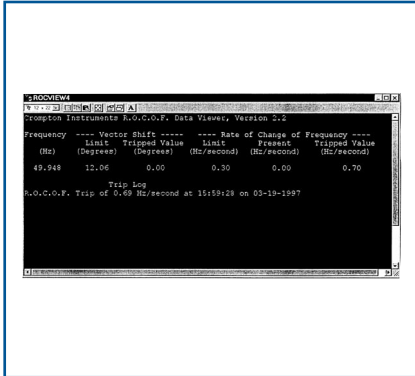 ROCVIEW4
12 x 22
A
Crompton Instruments R.O.C.O.F. Data Viewer, Version 2.2
Frequency ---- Vector Shift ----- ---- Rate of Change of Frequency ----
Limit Tripped Value Limit Present Tripped Value
(Hz) (Degrees) (Degrees) (Hz/second) (Hz/second) (Hz/second)
49.948 12.06 0.00 0.30 0.00 0.70
Trip Log
R.O.C.O.F. Trip of 0.69 Hz/second at 15:59:28 on 03-19-1997